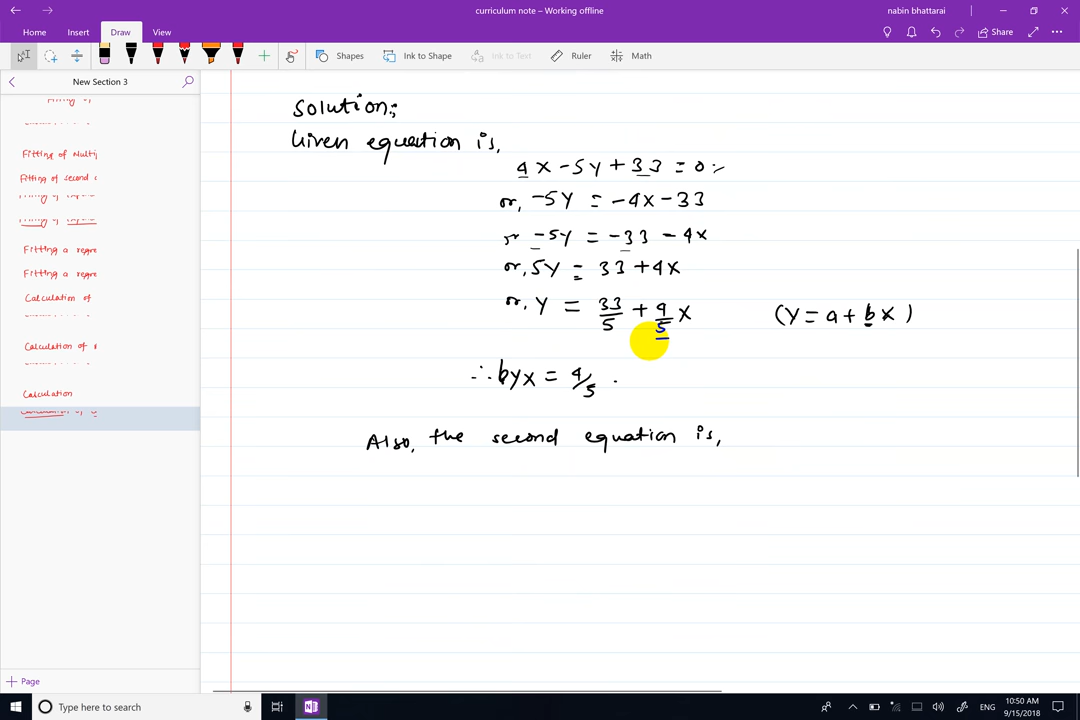 curriculum note – Working offline
nabin bhattarai
Home Insert Draw View
Share
Shapes Ink to Shape Ink to Text Ruler Math
New Section 3
Fitting of Multip
Fitting of second o
Fitting a regre
Fitting a regre
Calculation of
Calculation of
Calculation
Page
Solution:;
Given equation is,
4X - 5Y + 33 = 0
or, -5Y = -4X - 33
or -5Y = -33 - 4X
or, 5Y = 33 + 4X
or, Y = 33/5 + 4/5 X (Y = a + bX)
∴ byx = 4/5 .
Also, the second equation is,
Type here to search
ENG
10:50 AM
9/15/2018